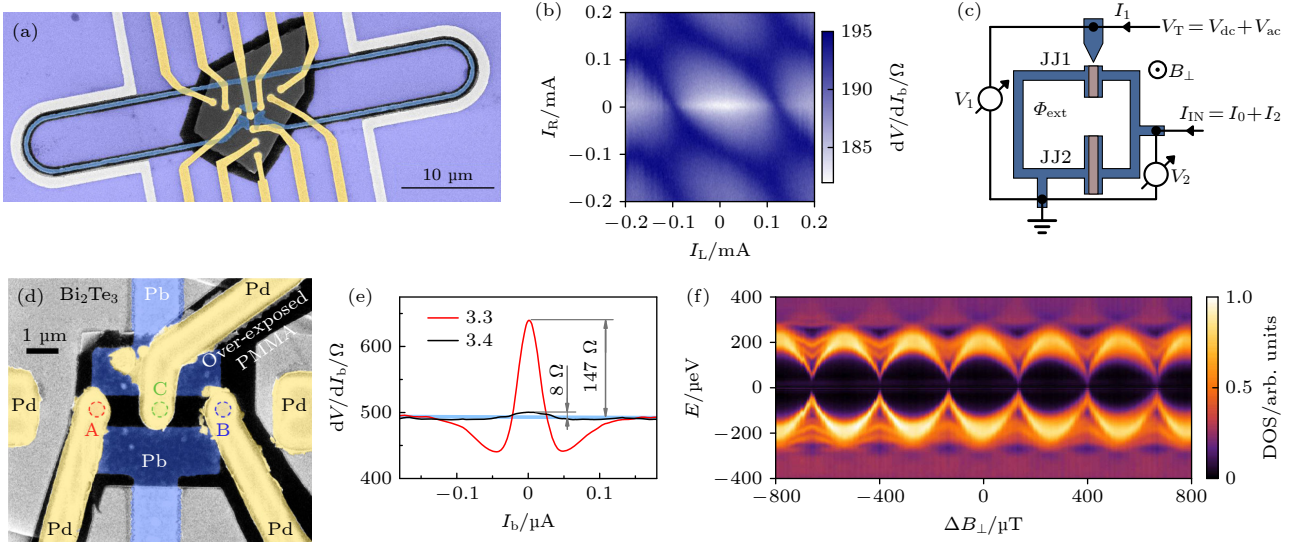 (a)
10 µm
(b)
0.2
0.1
0
−0.1
−0.2
I_R/mA
−0.2
−0.1
0
0.1
0.2
I_L/mA
195
190
185
dV/dI_b/Ω
(c)
I_1
V_T = V_dc + V_ac
JJ1
B_⊥
V_1
Φ_ext
I_IN = I_0 + I_2
JJ2
V_2
(d)
Bi_2Te_3
Pb
Pd
1 µm
Over-exposed
PMMA
C
Pd
A
B
Pd
Pb
Pd
Pd
(e)
3.3
3.4
8 Ω
147 Ω
600
500
400
dV/dI_b/Ω
−0.1
0
0.1
I_b/µA
(f)
400
200
0
−200
−400
E/µeV
−800
−400
0
400
800
ΔB_⊥/µT
1.0
0.5
0
DOS/arb. units